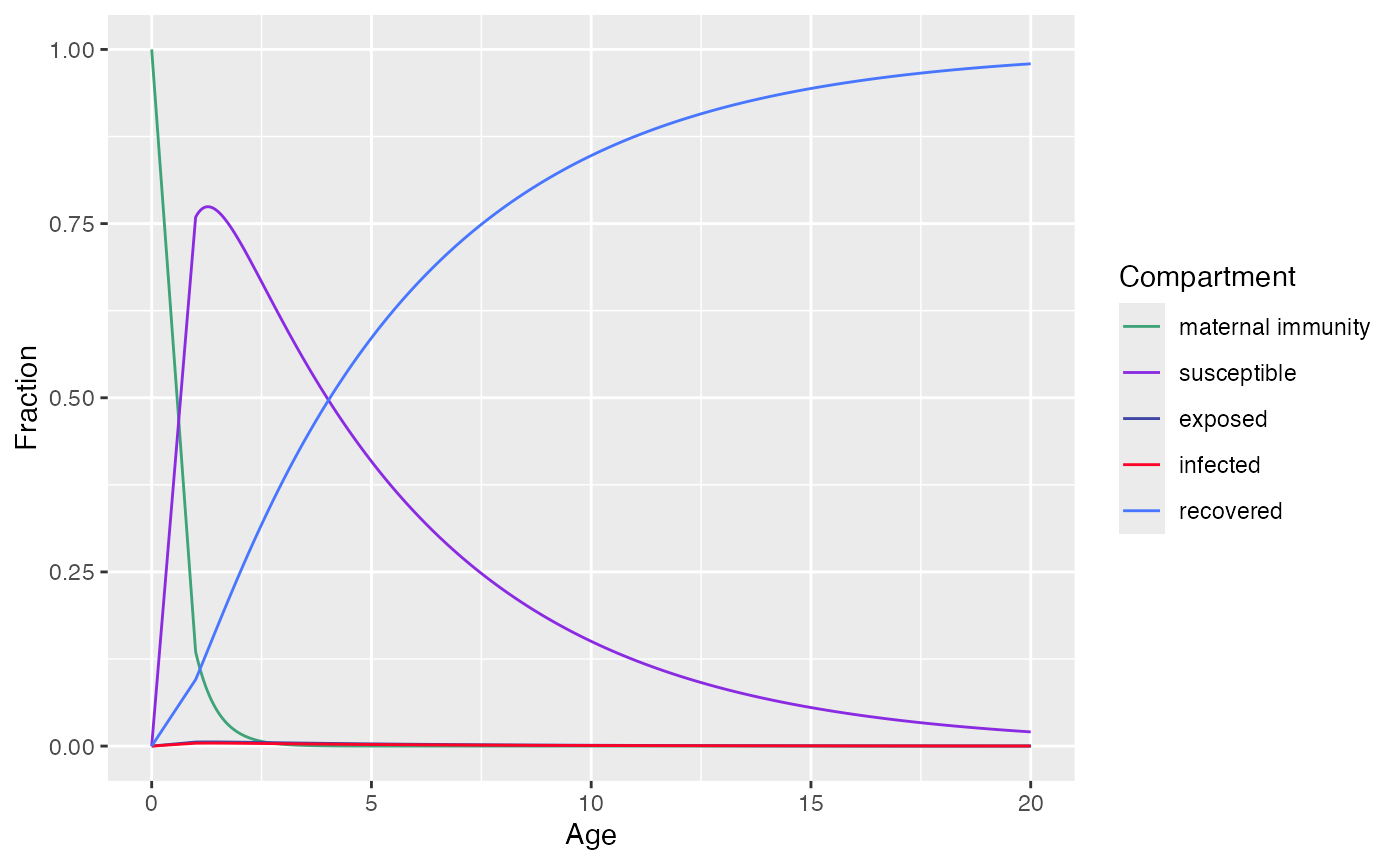 1.00
0.75
0.50
0.25
0.00
Fraction
0 5 10 15 20
Age
Compartment
maternal immunity
susceptible
exposed
infected
recovered